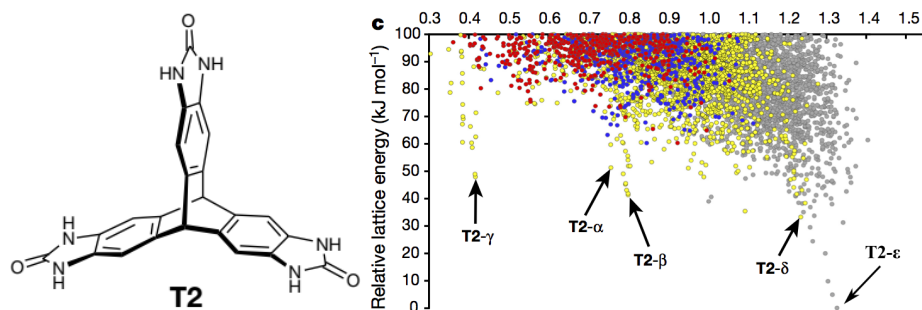 O
HN
NH
H
N
O
N
H
NH
N
H
O
T2
c
0.3 0.4 0.5 0.6 0.7 0.8 0.9 1.0 1.1 1.2 1.3 1.4 1.5
Relative lattice energy (kJ mol⁻¹)
100
90
80
70
60
50
40
30
20
10
0
T2-γ
T2-α
T2-β
T2-δ
T2-ε